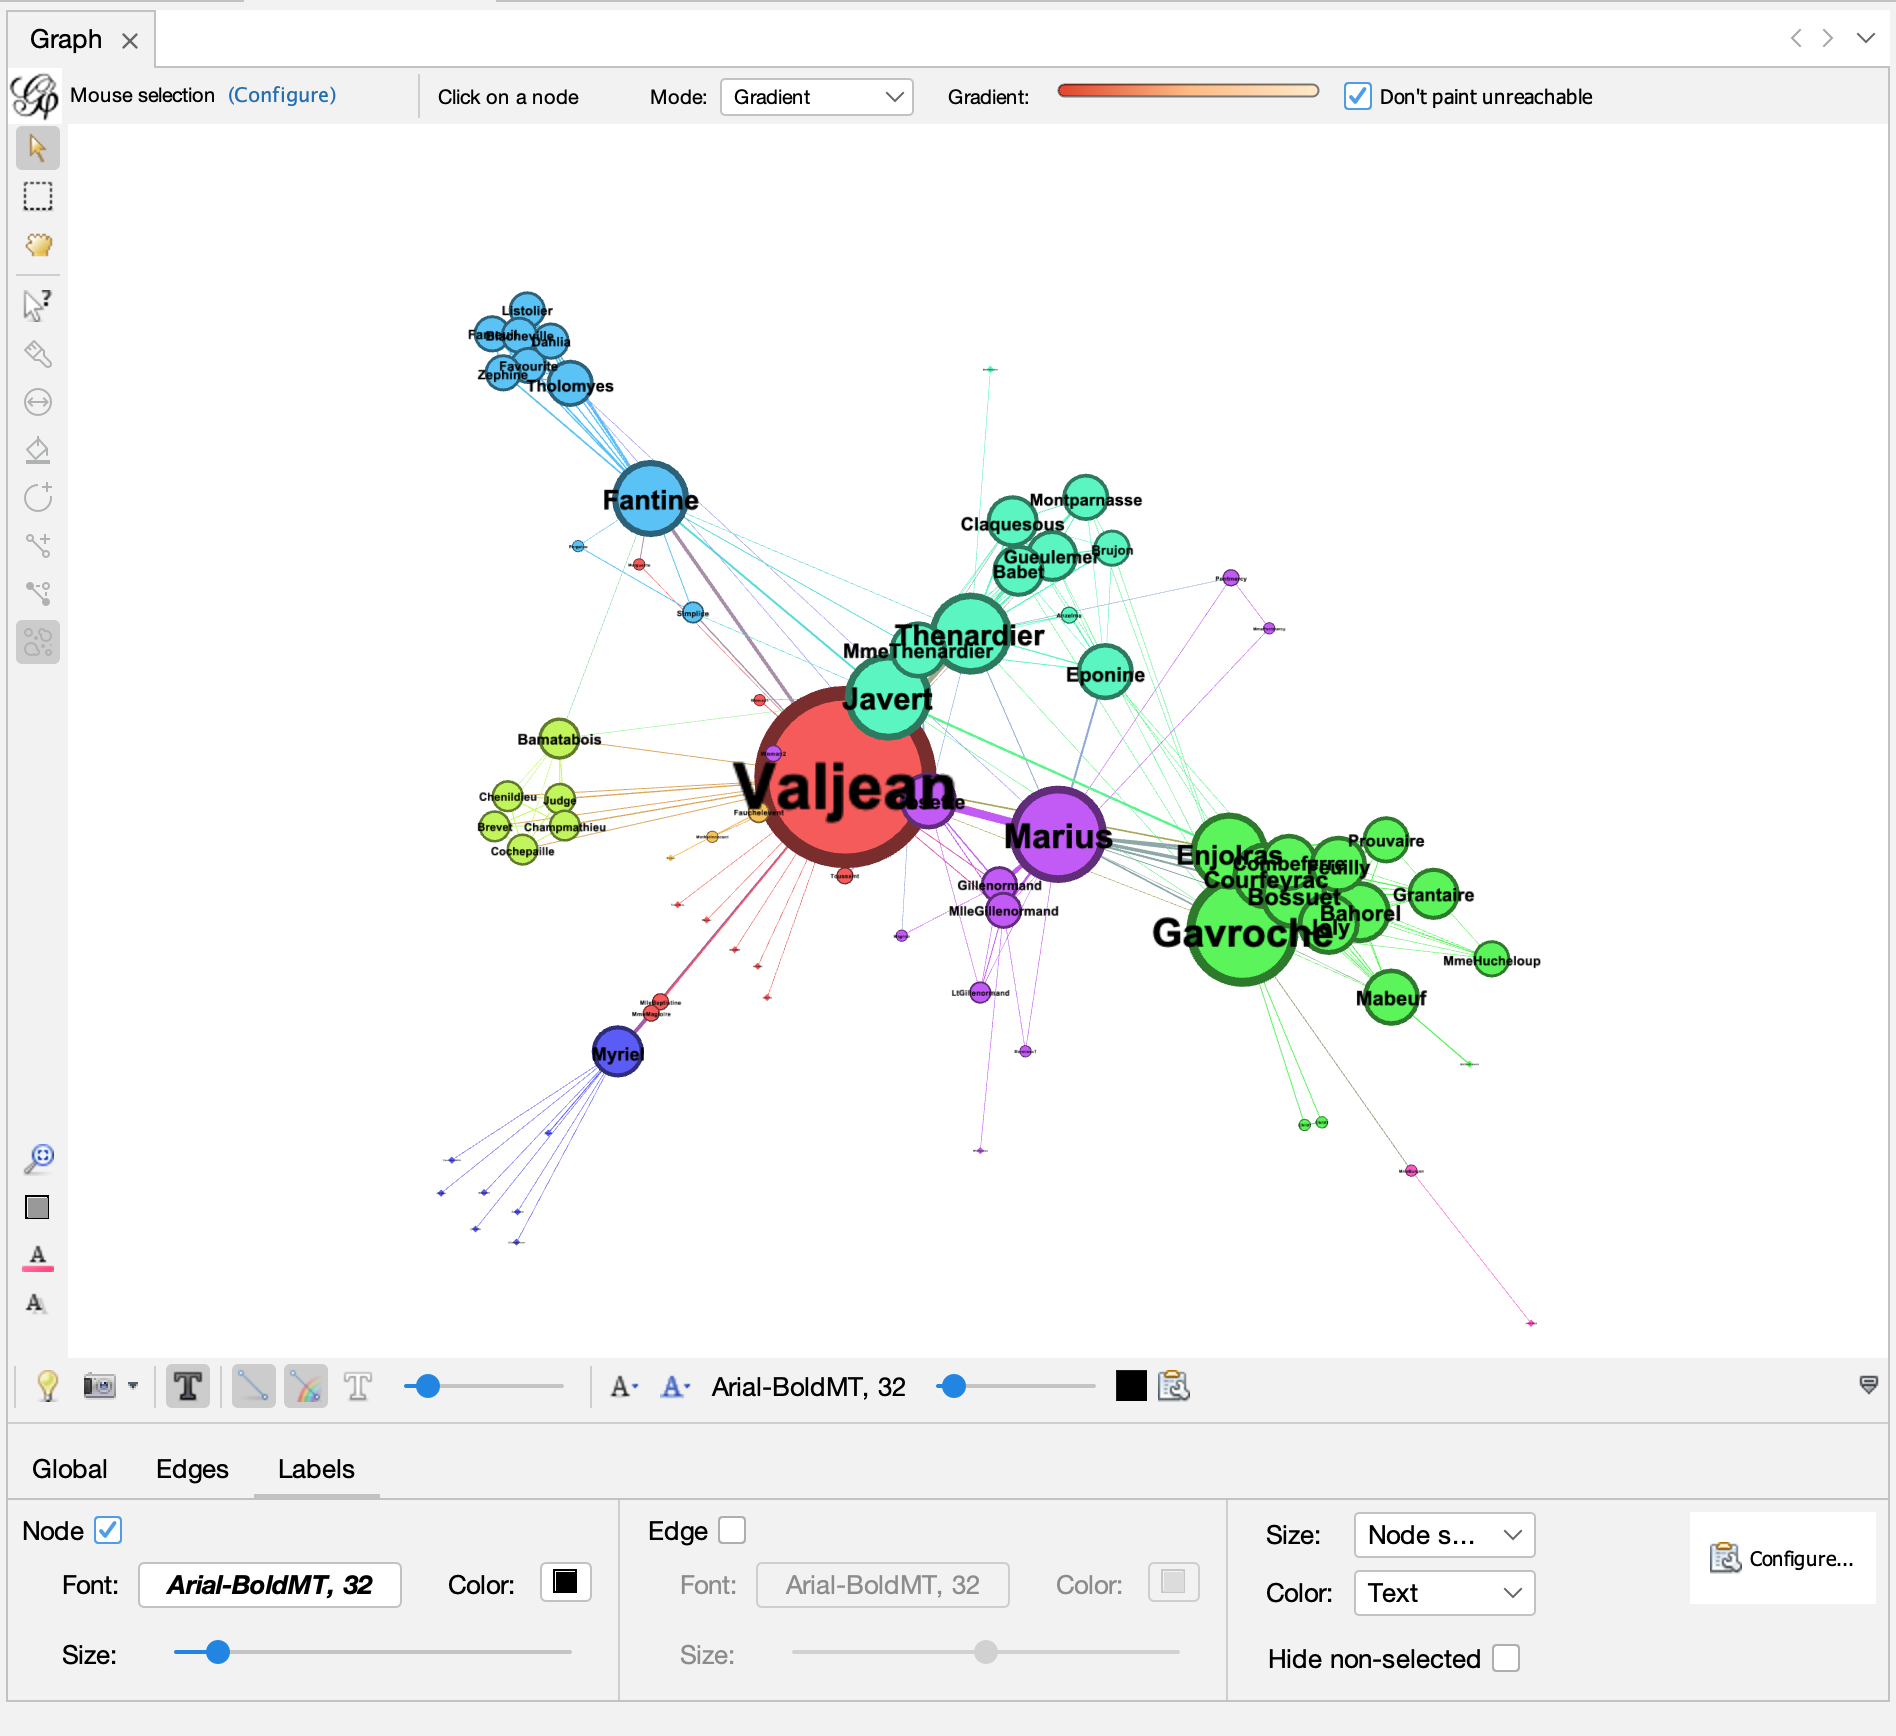 Graph
Mouse selection (Configure) Click on a node Mode: Gradient Gradient: Don't paint unreachable
Listolier
Blacheville
Dahlia
Favourite
Zephine
Tholomyes
Fantine
Montparnasse
Claquesous
Gueulemer
Brujon
Babet
Simplice
Thenardier
MmeThenardier
Eponine
Javert
Bamatabois
Valjean
Chenildieu
Judge
Brevet
Champmathieu
Cochepaille
Fauchelevent
Marius
Toussaint
Gillenormand
MlleGillenormand
LtGillenormand
Enjolras
Combeferre
Feuilly
Prouvaire
Courfeyrac
Bossuet
Grantaire
Bahorel
Joly
Gavroche
MmeHucheloup
Mabeuf
MlleBaptistine
MmeMagloire
Myriel
Arial-BoldMT, 32
Global Edges Labels
Node Edge Size: Node s...
Font: Arial-BoldMT, 32 Color: Font: Arial-BoldMT, 32 Color: Color: Text
Configure...
Size: Size: Hide non-selected